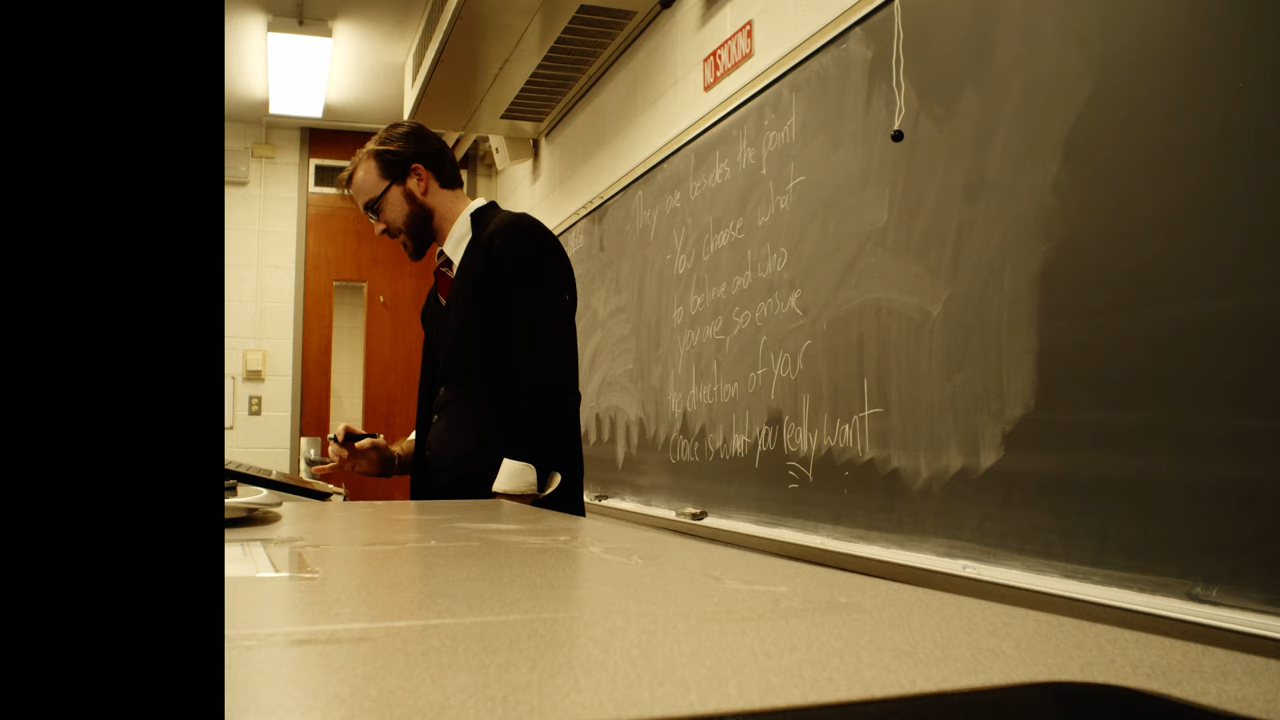 NO SMOKING
They are besides the point
- You choose what
to believe and who
you are, so ensure
the direction of your
croice is what you really want